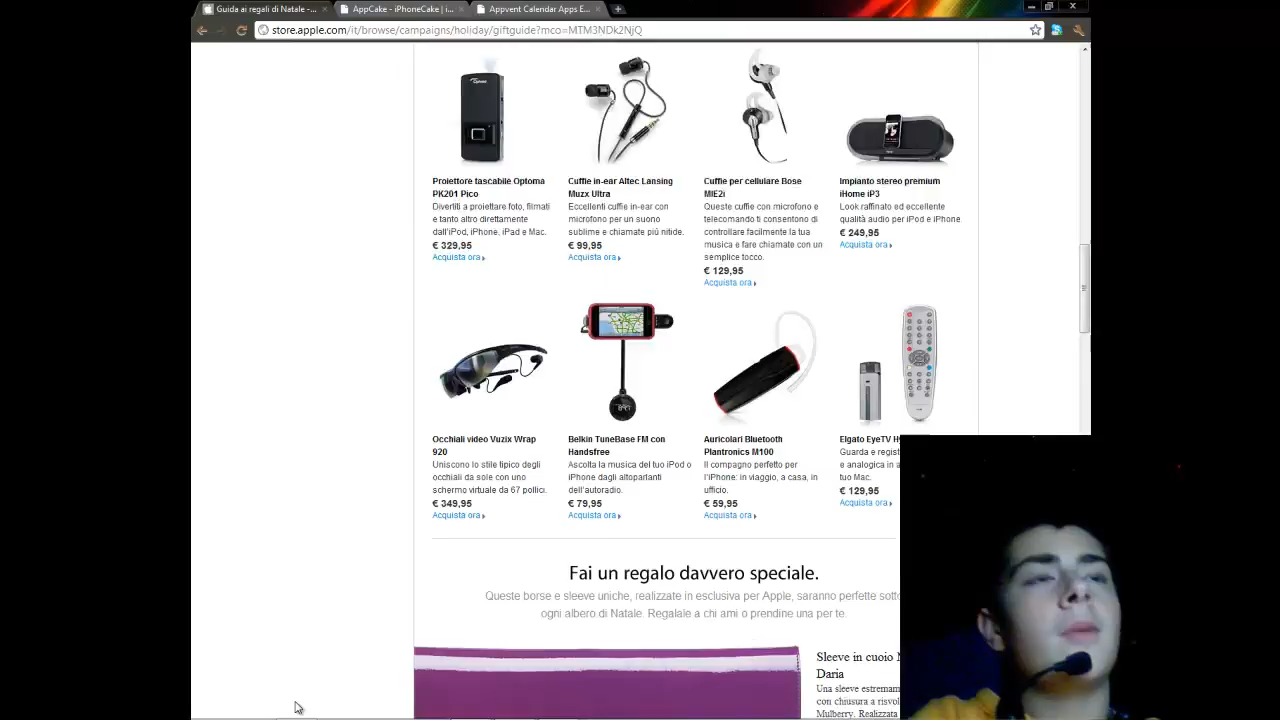 Guida ai regali di Natale -...
AppCake - iPhoneCake | i...
Appvent Calendar Apps E...
store.apple.com/it/browse/campaigns/holiday/giftguide?mco=MTM3NDk2NjQ
Proiettore tascabile Optoma
PK201 Pico
Divertiti a proiettare foto, filmati
e tanto altro direttamente
dall'iPod, iPhone, iPad e Mac.
€ 329,95
Acquista ora
Cuffie in-ear Altec Lansing
Muzx Ultra
Eccellenti cuffie in-ear con
microfono per un suono
sublime e chiamate più nitide.
€ 99,95
Acquista ora
Cuffie per cellulare Bose
MIE2i
Queste cuffie con microfono e
telecomando ti consentono di
controllare facilmente la tua
musica e fare chiamate con un
semplice tocco.
€ 129,95
Acquista ora
Impianto stereo premium
iHome iP3
Look raffinato ed eccellente
qualità audio per iPod e iPhone.
€ 249,95
Acquista ora
Occhiali video Vuzix Wrap
920
Uniscono lo stile tipico degli
occhiali da sole con uno
schermo virtuale da 67 pollici.
€ 349,95
Acquista ora
Belkin TuneBase FM con
Handsfree
Ascolta la musica del tuo iPod o
iPhone dagli altoparlanti
dell'autoradio.
€ 79,95
Acquista ora
Auricolari Bluetooth
Plantronics M100
Il compagno perfetto per
l'iPhone: in viaggio, a casa, in
ufficio.
€ 59,95
Acquista ora
Elgato EyeTV
Guarda e regist
e analogica in a
tuo Mac.
€ 129,95
Acquista ora
Fai un regalo davvero speciale.
Queste borse e sleeve uniche, realizzate in esclusiva per Apple, saranno perfette sotto
ogni albero di Natale. Regalale a chi ami o prendine una per te.
Sleeve in cuoio
Daria
Una sleeve estremam
con chiusura a risvol
Mulberry. Realizzata